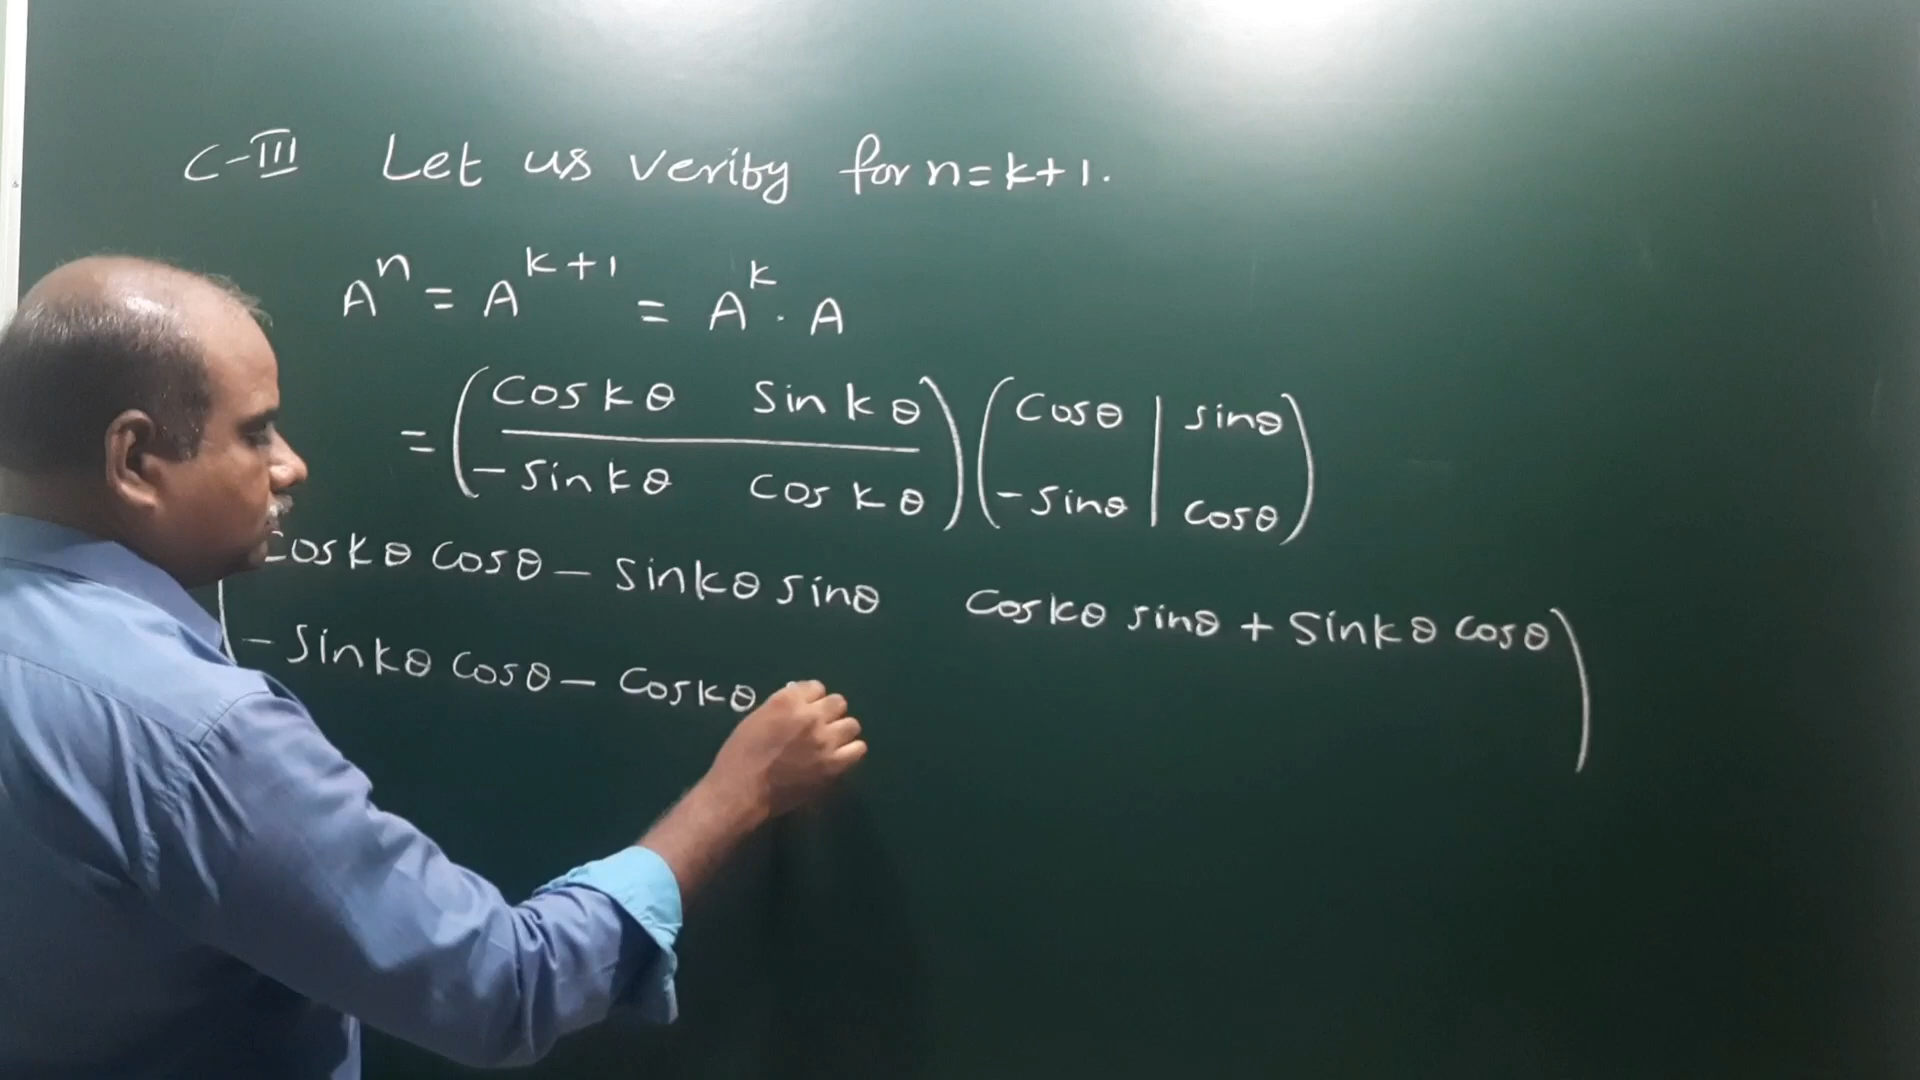 C-III Let us verify for n=k+1.
Aⁿ = A^(k+1) = A^k . A
= (Cos kθ Sin kθ) (Cosθ | sinθ)
(-Sin kθ Cos kθ) (-Sinθ | Cosθ)
Cos kθ Cosθ - Sin kθ Sinθ Cos kθ Sinθ + Sin kθ Cosθ)
- Sin kθ Cosθ - Cos kθ